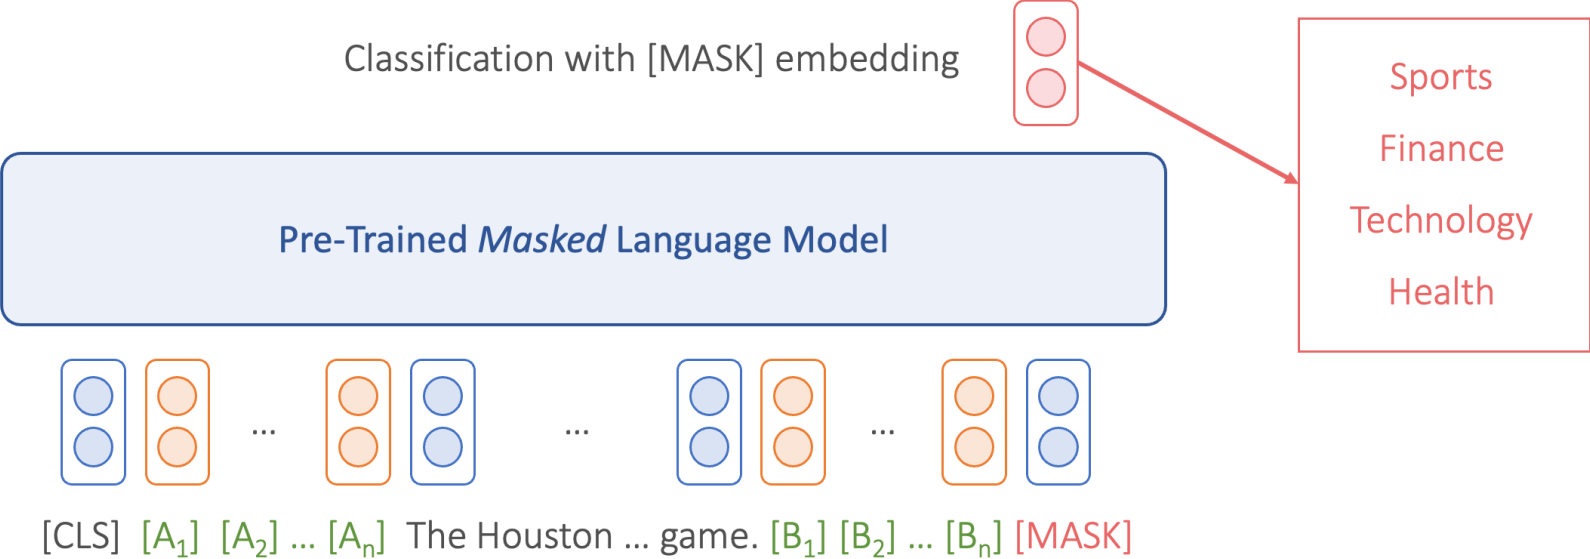 Classification with [MASK] embedding
Sports
Finance
Technology
Health
Pre-Trained Masked Language Model
... ... ...
[CLS] [A1] [A2] ... [An] The Houston ... game. [B1] [B2] ... [Bn] [MASK]